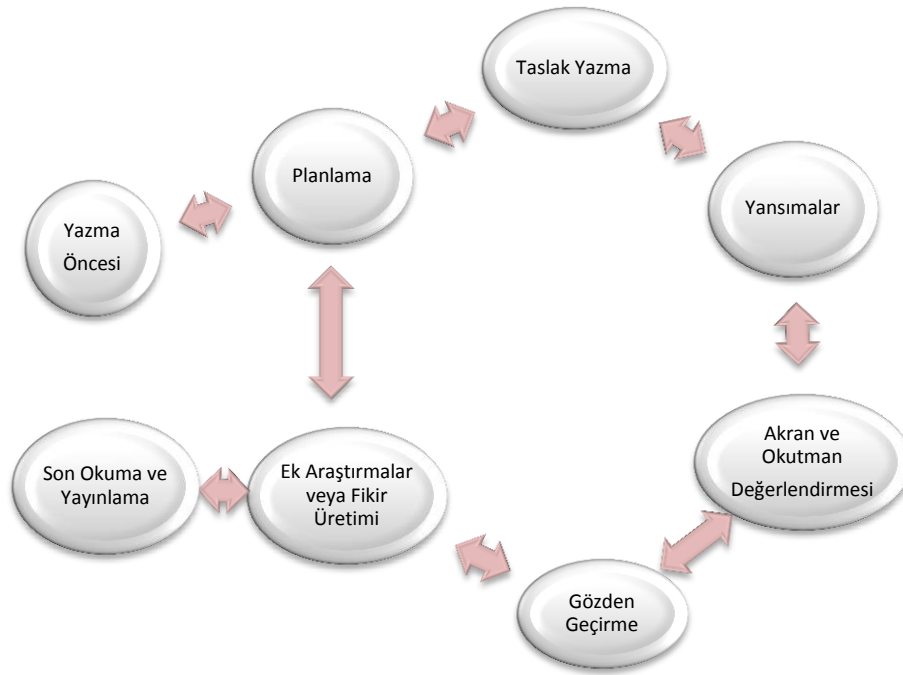 Taslak Yazma
Planlama
Yansımalar
Yazma
Öncesi
Akran ve
Okutman
Değerlendirmesi
Son Okuma ve
Yayınlama
Ek Araştırmalar
veya Fikir
Üretimi
Gözden
Geçirme